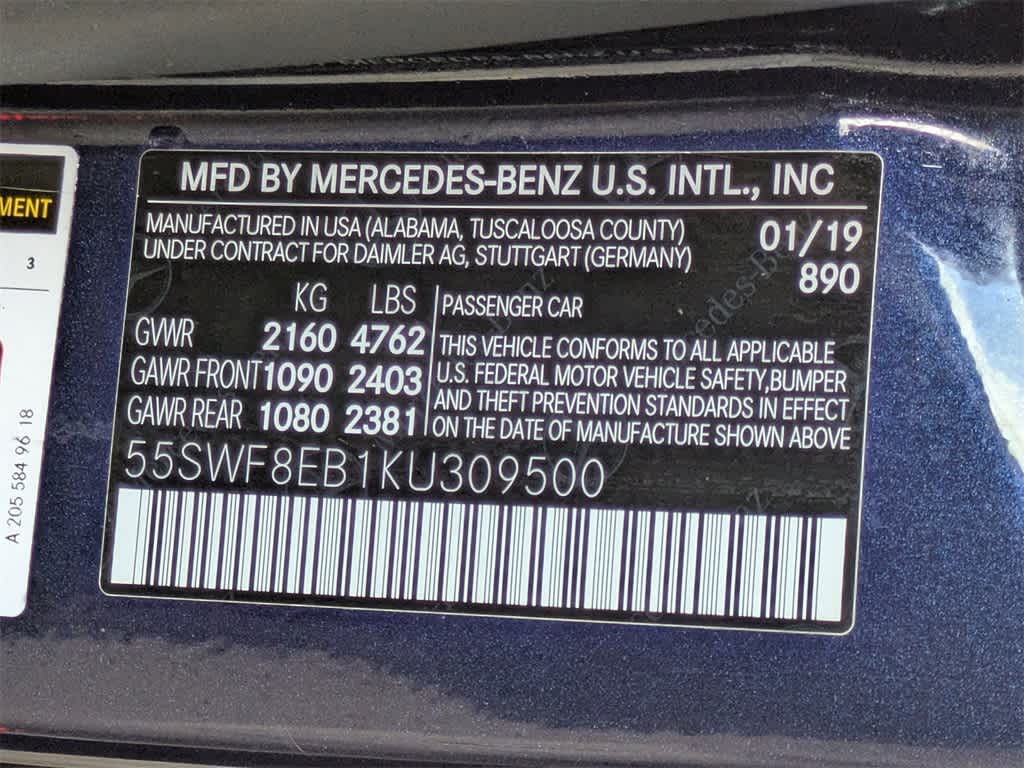 MFD BY MERCEDES-BENZ U.S. INTL., INC
MANUFACTURED IN USA (ALABAMA, TUSCALOOSA COUNTY)
UNDER CONTRACT FOR DAIMLER AG, STUTTGART (GERMANY)
01/19
890
KG LBS
GVWR 2160 4762
GAWR FRONT 1090 2403
GAWR REAR 1080 2381
PASSENGER CAR
THIS VEHICLE CONFORMS TO ALL APPLICABLE
U.S. FEDERAL MOTOR VEHICLE SAFETY,BUMPER
AND THEFT PREVENTION STANDARDS IN EFFECT
ON THE DATE OF MANUFACTURE SHOWN ABOVE
55SWF8EB1KU309500
3
A 205 584 96 18